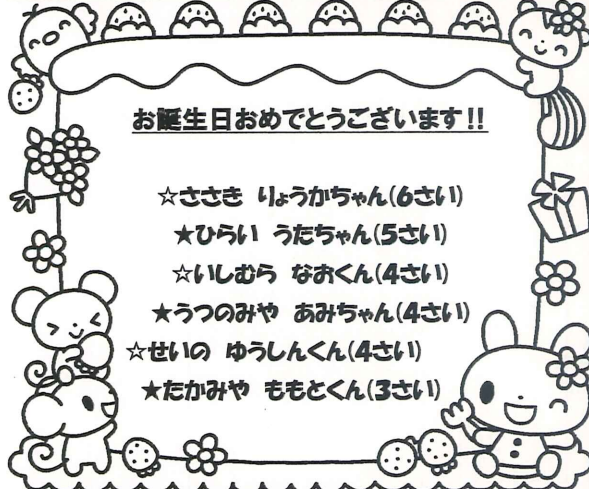 お誕生日おめでとうございます!!
☆ささき りょうかちゃん(6さい)
★ひらい うたちゃん(5さい)
☆いしむら なおくん(4さい)
★うつのみや あみちゃん(4さい)
☆せいの ゆうしんくん(4さい)
★たかみや ももとくん(3さい)